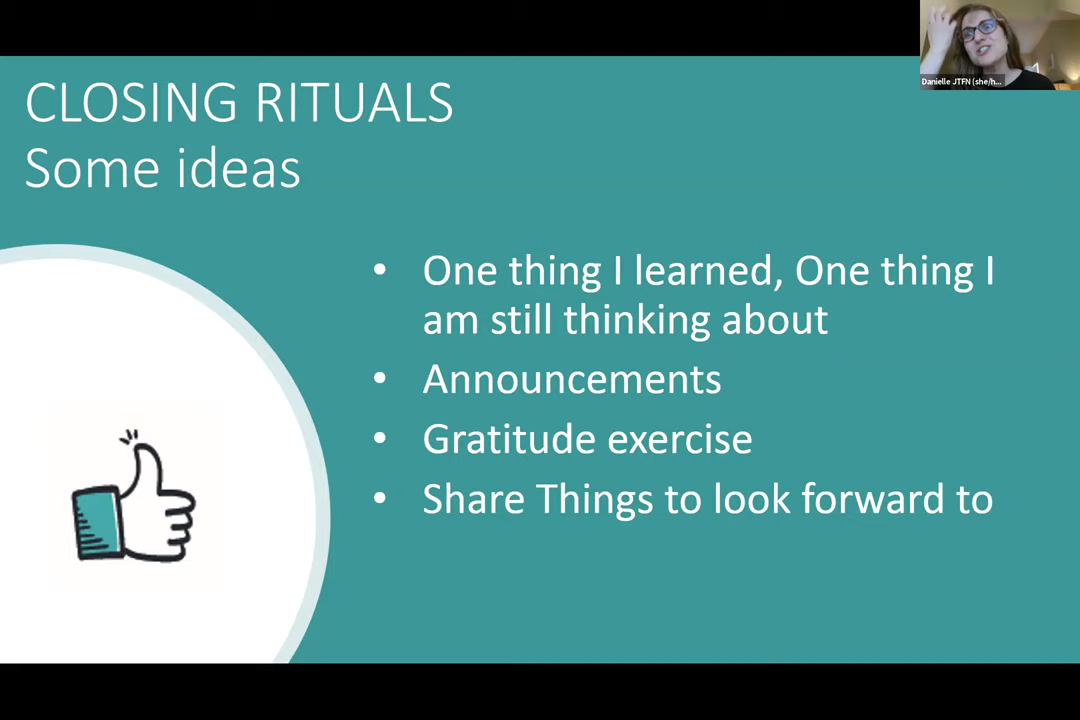 Danielle JTFN (she/h...
CLOSING RITUALS
Some ideas
• One thing I learned, One thing I
am still thinking about
• Announcements
• Gratitude exercise
• Share Things to look forward to